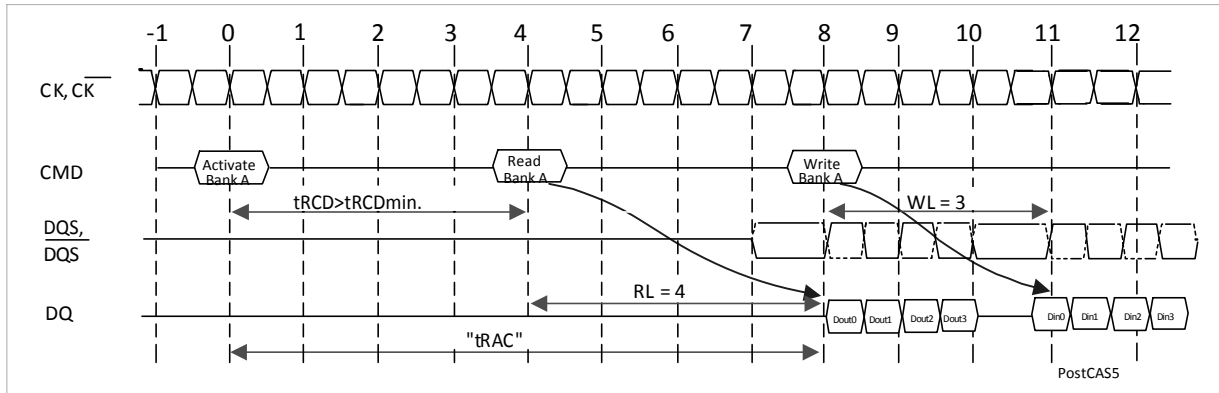 -1 0 1 2 3 4 5 6 7 8 9 10 11 12
CK, CK
CMD
Activate
Bank A
Read
Bank A
Write
Bank A
tRCD>tRCDmin.
WL = 3
DQS,
DQS
RL = 4
DQ
Dout0 Dout1 Dout2 Dout3
Din0 Din1 Din2 Din3
"tRAC"
PostCAS5